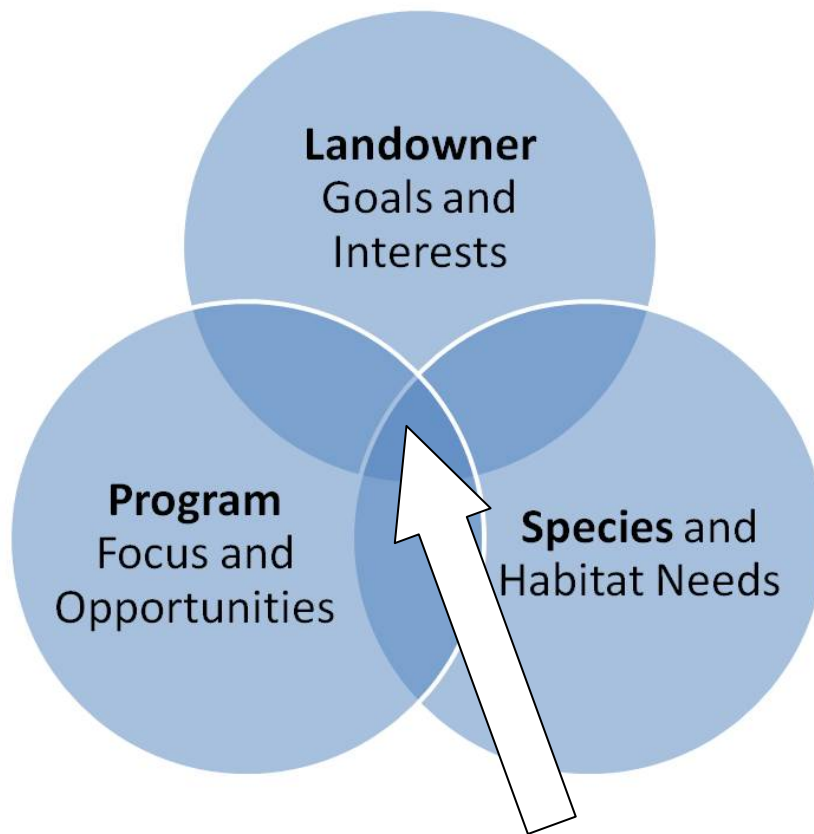 Landowner
Goals and
Interests
Program
Focus and
Opportunities
Species and
Habitat Needs